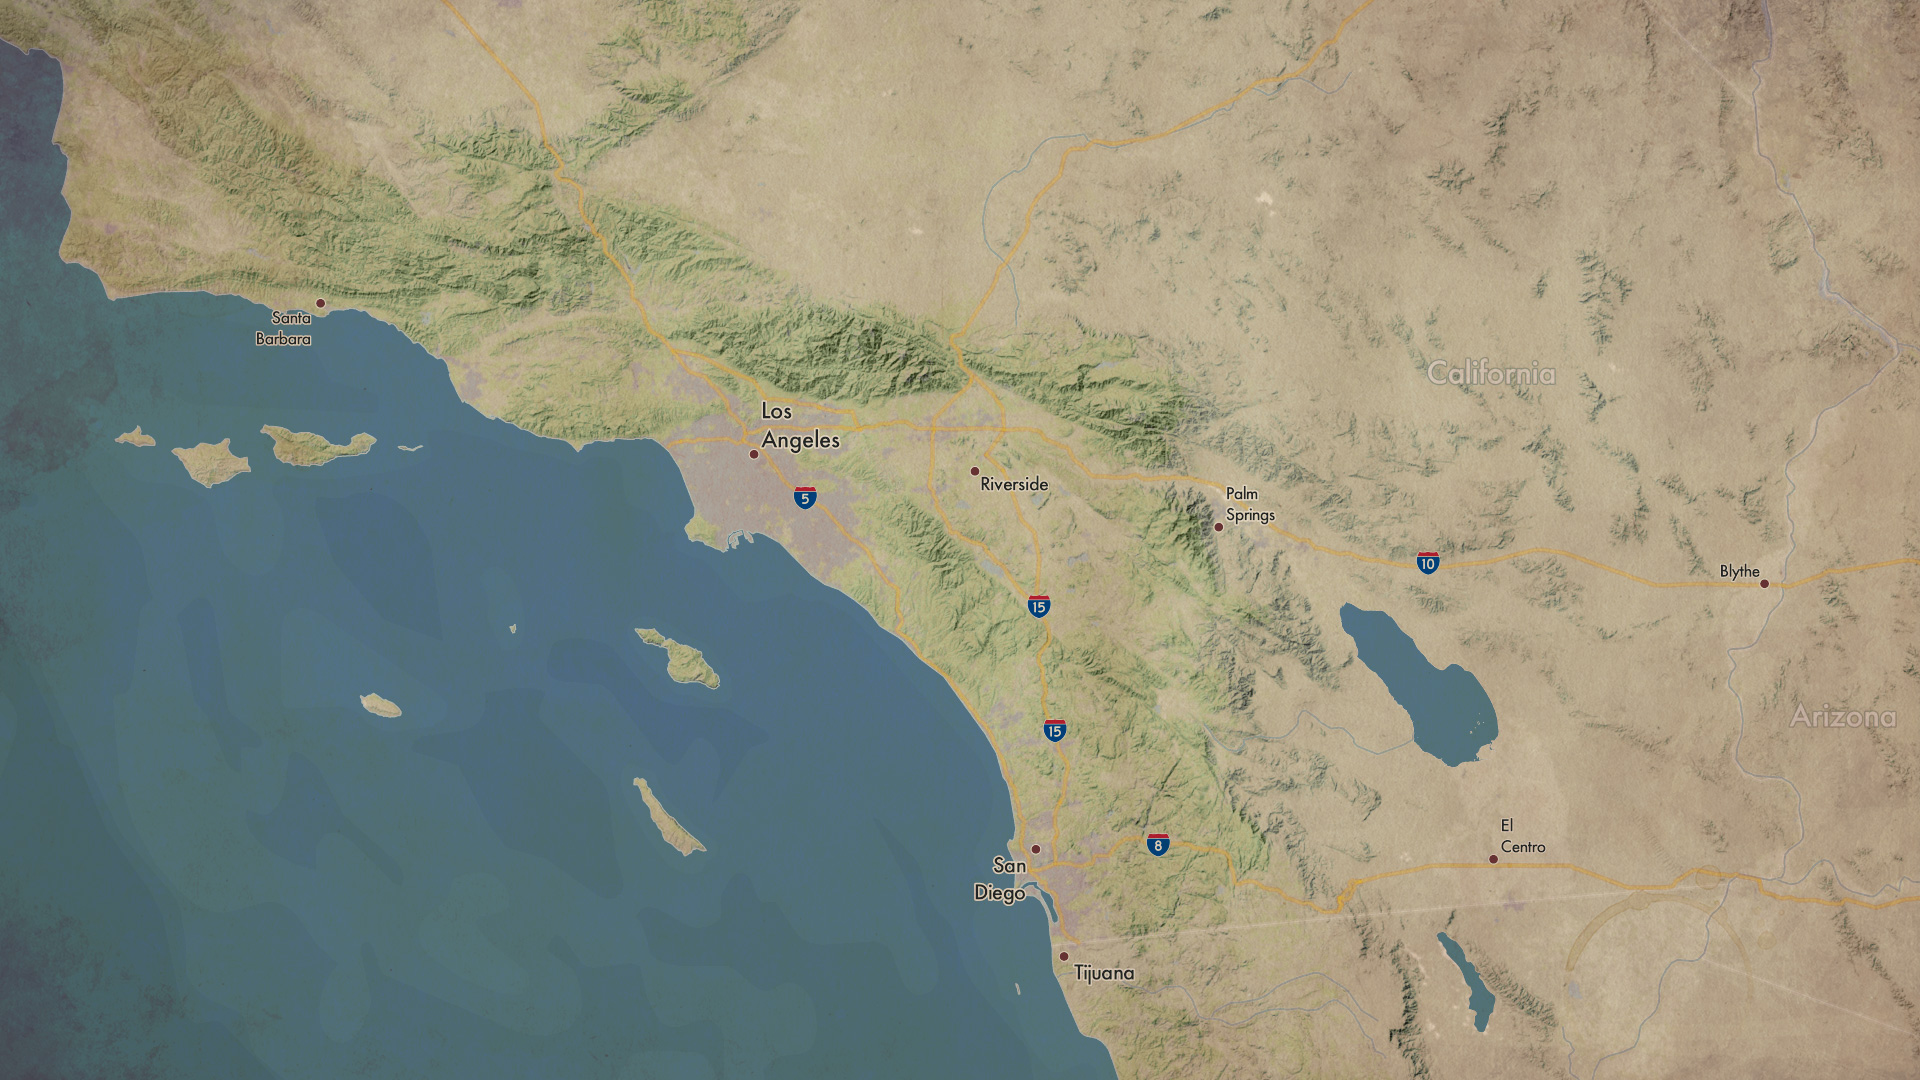 Santa
Barbara
California
Los
Angeles
5
Riverside
Palm
Springs
10
Blythe
15
15
Arizona
8
El
Centro
San
Diego
Tijuana